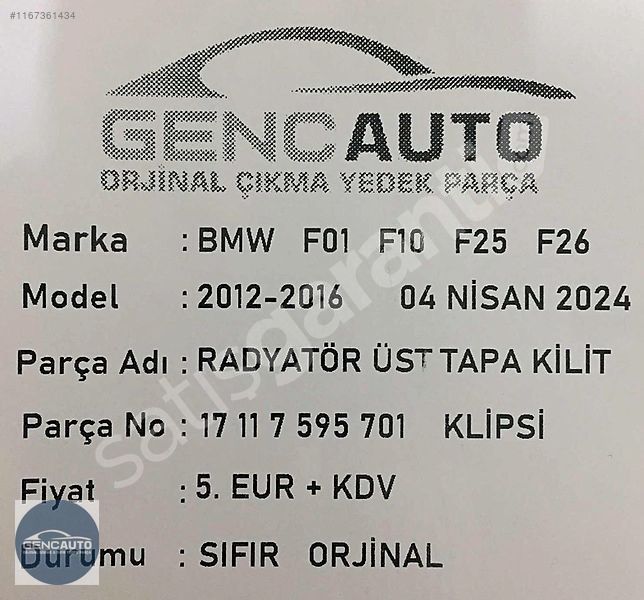 #1167361434
GENCAUTO
ORJİNAL ÇIKMA YEDEK PARÇA
Marka : BMW F01 F10 F25 F26
Model : 2012-2016 04 NİSAN 2024
Parça Adı : RADYATÖR ÜST TAPA KİLİT
Parça No : 17 11 7 595 701 KLİPSİ
Fiyat : 5. EUR + KDV
Durumu : SIFIR ORJİNAL
satışgarantic
GENCAUTO